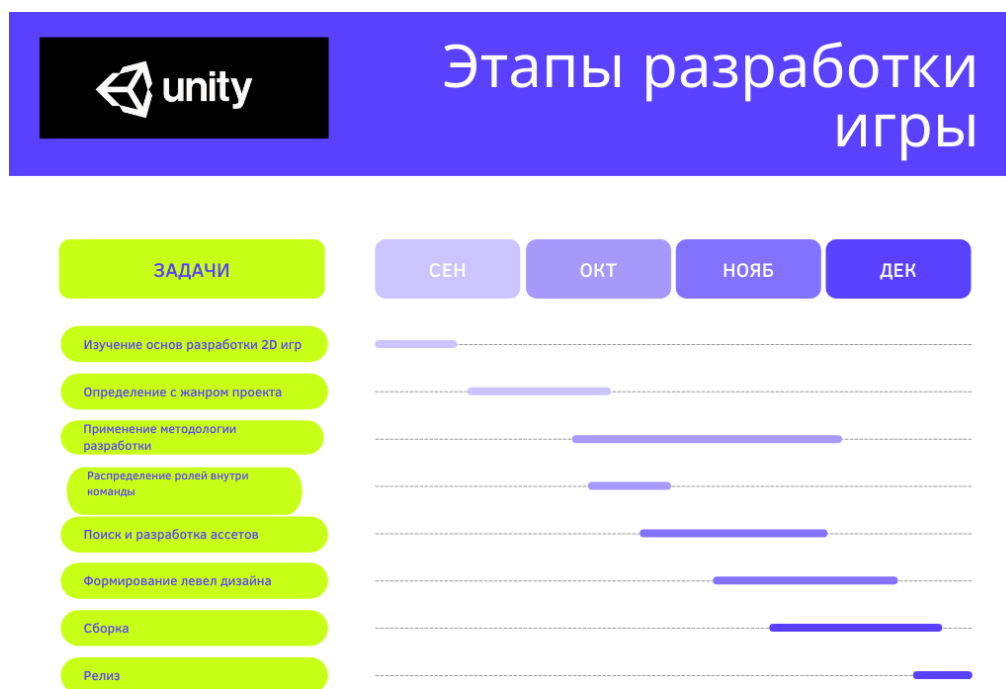 unity
Этапы разработки
игры
ЗАДАЧИ
СЕН
ОКТ
НОЯБ
ДЕК
Изучение основ разработки 2D игр
Определение с жанром проекта
Применение методологии
разработки
Распределение ролей внутри
команды
Поиск и разработка ассетов
Формирование левел дизайна
Сборка
Релиз